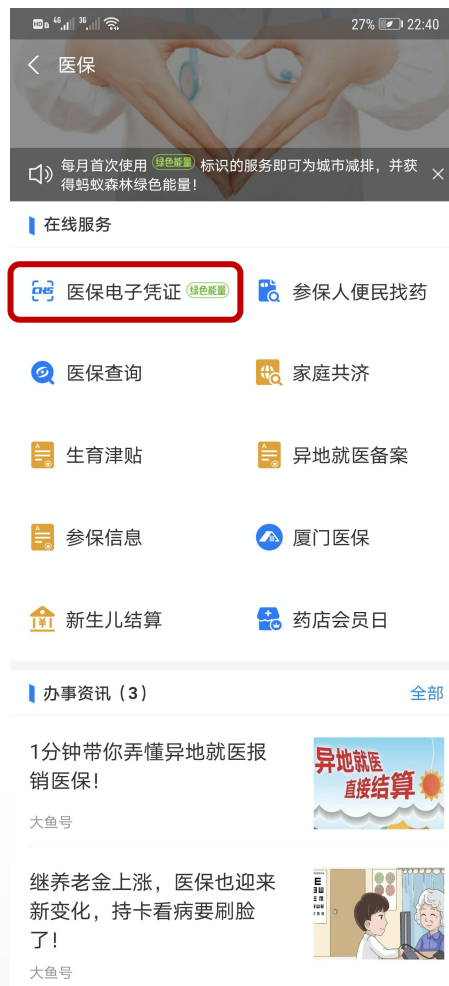 HD 46 36 27% 22:40
医保
每月首次使用 绿色能量 标识的服务即可为城市减排，并获
得蚂蚁森林绿色能量！
在线服务
CHS 医保电子凭证 绿色能量
参保人便民找药
医保查询
家庭共济
生育津贴
异地就医备案
参保信息
厦门医保
新生儿结算
药店会员日
办事资讯（3）
全部
1分钟带你弄懂异地就医报
销医保！
大鱼号
异地就医
直接结算
继养老金上涨，医保也迎来
新变化，持卡看病要刷脸
了！
大鱼号